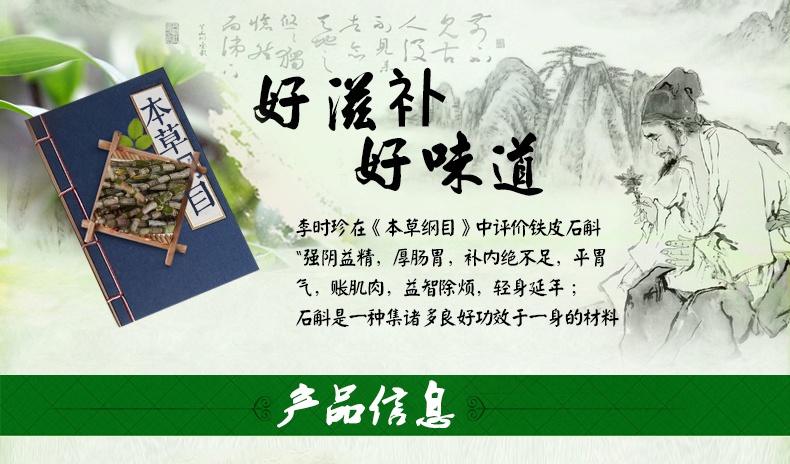 好滋补
好味道
本草纲目
李时珍在《本草纲目》中评价铁皮石斛
“强阴益精，厚肠胃，补内绝不足，平胃
气，账肌肉，益智除烦，轻身延年；
石斛是一种集诸多良好功效于一身的材料
产品信息